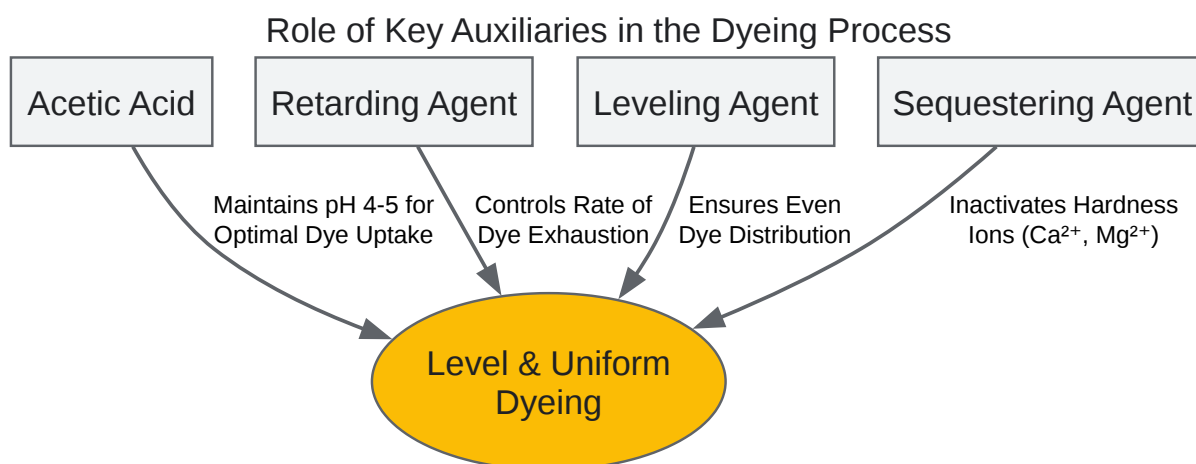 Role of Key Auxiliaries in the Dyeing Process
Acetic Acid
Retarding Agent
Leveling Agent
Sequestering Agent
Maintains pH 4-5 for
Optimal Dye Uptake
Controls Rate of
Dye Exhaustion
Ensures Even
Dye Distribution
Inactivates Hardness
Ions (Ca²⁺, Mg²⁺)
Level & Uniform
Dyeing